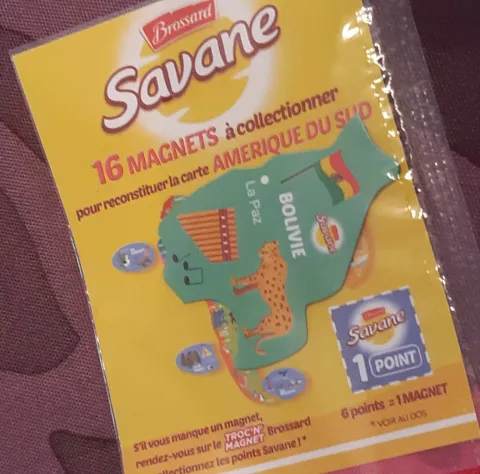 Brossard
Savane
16 MAGNETS à collectionner
pour reconstituer la carte AMERIQUE DU SUD
La Paz
BOLIVIE
Savane
Brossard
Savane
1 POINT
6 points = 1 MAGNET
* VOIR AU DOS
S'il vous manque un magnet,
rendez-vous sur le TROC'N' MAGNET Brossard
collectionnez les points Savane ! *